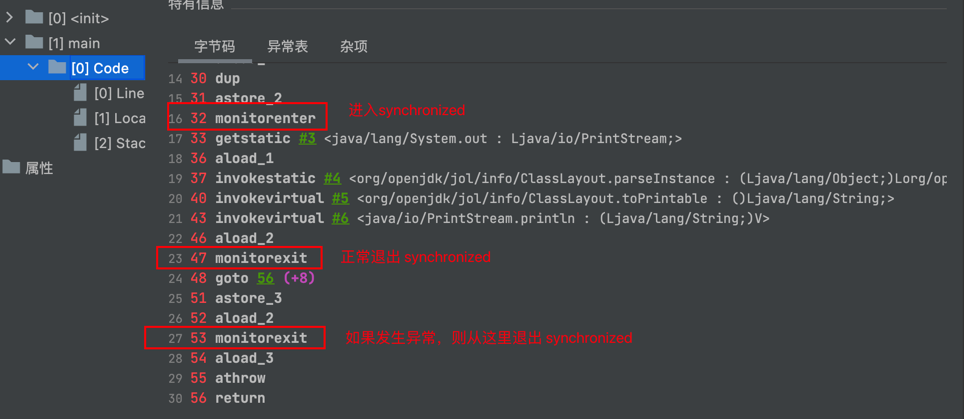 特有信息
[0] <init>
[1] main
字节码 异常表 杂项
[0] Code
14 30 dup
[0] Line
15 31 astore_2
[1] Loca
16 32 monitorenter 进入synchronized
17 33 getstatic #3 <java/lang/System.out : Ljava/io/PrintStream;>
[2] Stac
18 36 aload_1
属性
19 37 invokestatic #4 <org/openjdk/jol/info/ClassLayout.parseInstance : (Ljava/lang/Object;)Lorg/op
20 40 invokevirtual #5 <org/openjdk/jol/info/ClassLayout.toPrintable : ()Ljava/lang/String;>
21 43 invokevirtual #6 <java/io/PrintStream.println : (Ljava/lang/String;)V>
22 46 aload_2
23 47 monitorexit 正常退出 synchronized
24 48 goto 56 (+8)
25 51 astore_3
26 52 aload_2
27 53 monitorexit 如果发生异常，则从这里退出 synchronized
28 54 aload_3
29 55 athrow
30 56 return